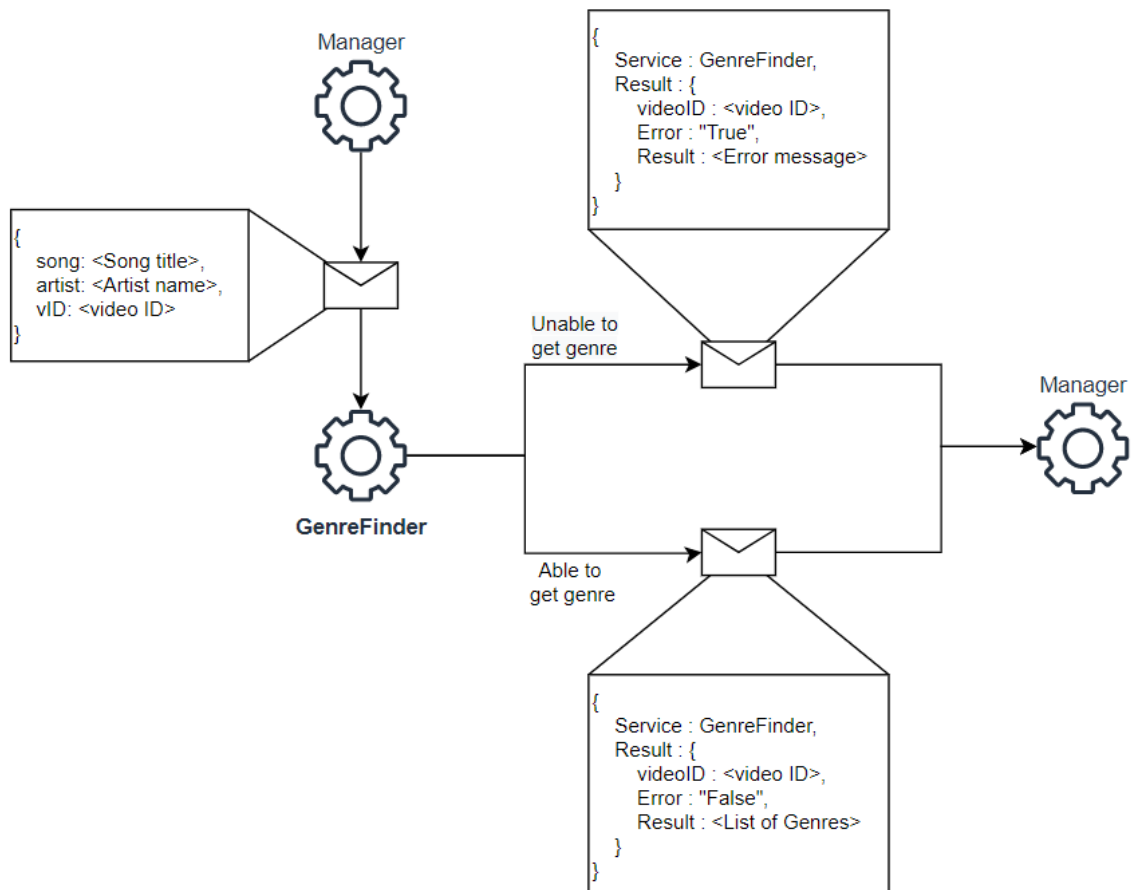 Manager
{
song: <Song title>,
artist: <Artist name>,
vID: <video ID>
}
GenreFinder
{
Service : GenreFinder,
Result : {
videoID : <video ID>,
Error : "True",
Result : <Error message>
}
}
Unable to
get genre
Able to
get genre
{
Service : GenreFinder,
Result : {
videoID : <video ID>,
Error : "False",
Result : <List of Genres>
}
}
Manager